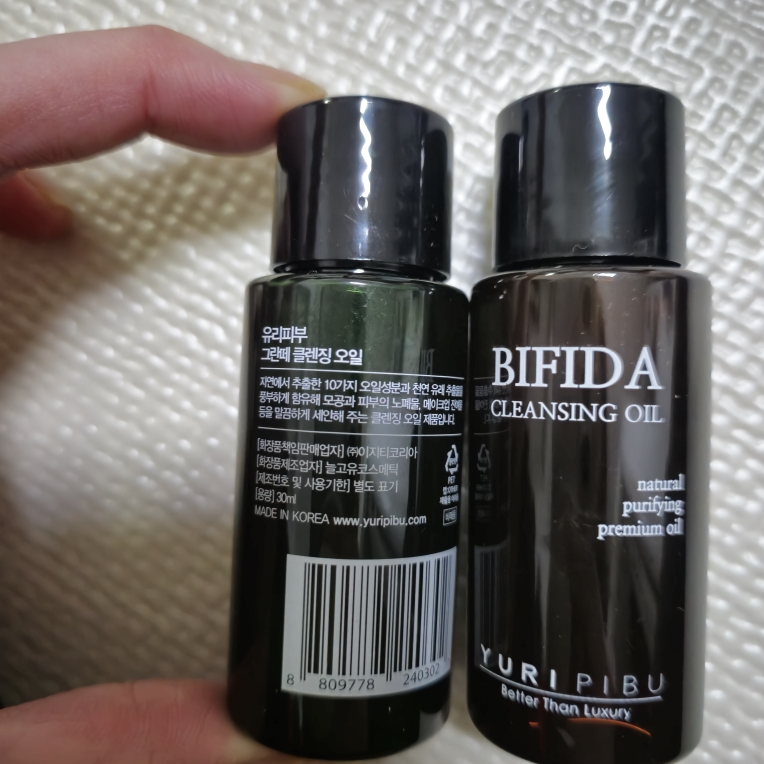 유리피부
그란떼 클렌징 오일
자연에서 추출한 10가지 오일성분과 천연 유래 추출물을
풍부하게 함유해 모공과 피부의 노폐물, 메이크업 잔여물
등을 말끔하게 세안해 주는 클렌징 오일 제품입니다.
[화장품책임판매업자] ㈜이지티코리아
[화장품제조업자] 늘고유코스메틱
[제조번호 및 사용기한] 별도 표기
[용량] 30ml
MADE IN KOREA www.yuripibu.com
PET
8 809778 240302
BIFIDA
CLEANSING OIL
natural
purifying
premium oil
YURI PIBU
Better Than Luxury